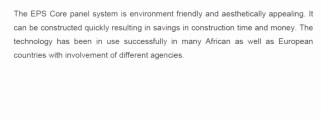 The EPS Core panel system is environment friendly and aesthetically appealing. It
can be constructed quickly resulting in savings in construction time and money. The
technology has been in use successfully in many African as well as European
countries with involvement of different agencies.